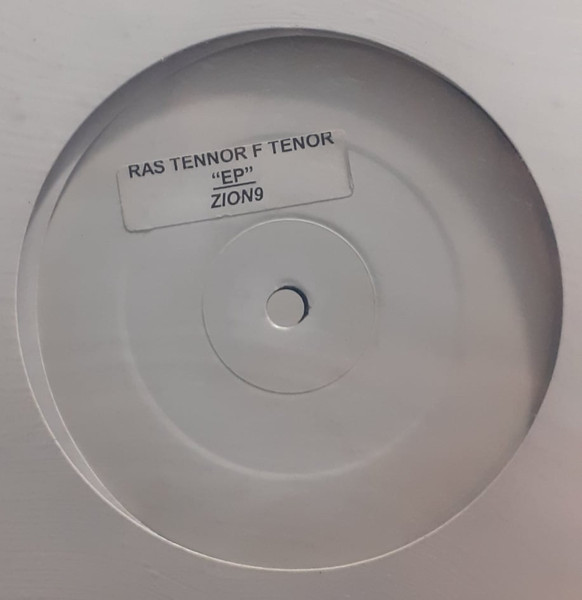 RAS TENNOR F TENOR
“EP”
ZION9